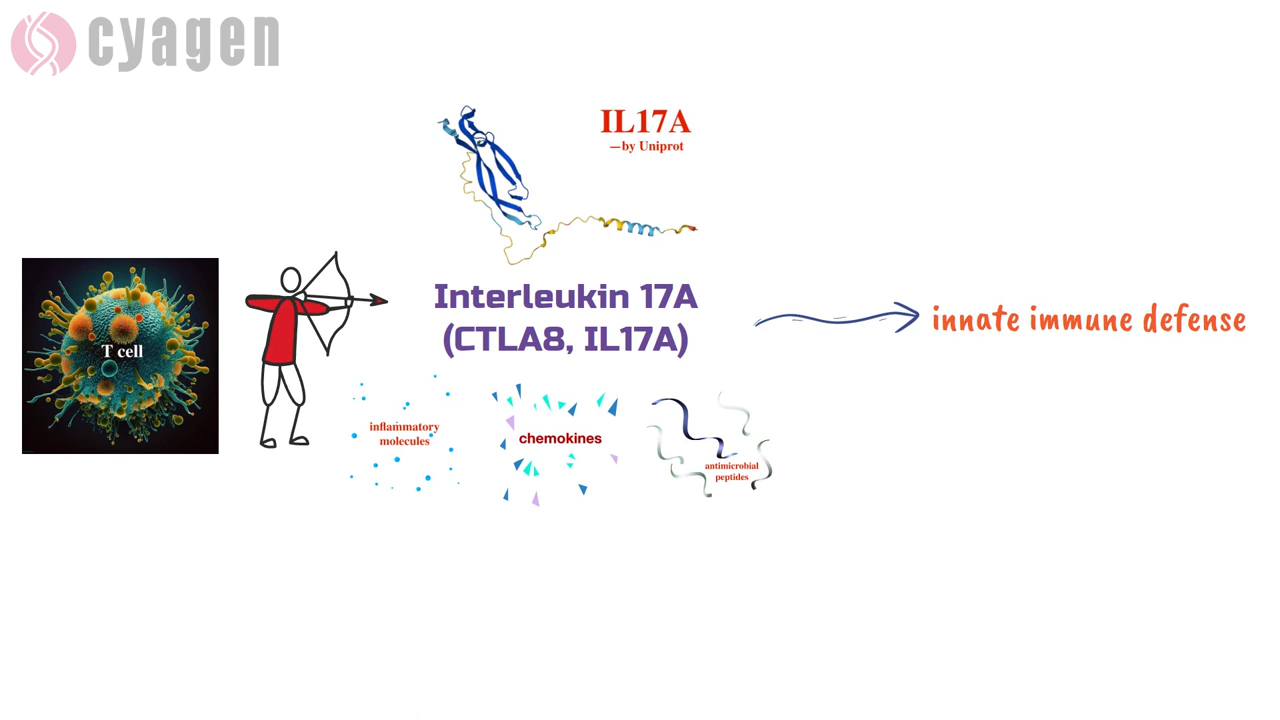 cyagen
IL17A
—by Uniprot
T cell
Interleukin 17A
(CTLA8, IL17A)
innate immune defense
inflammatory
molecules
chemokines
antimicrobial
peptides